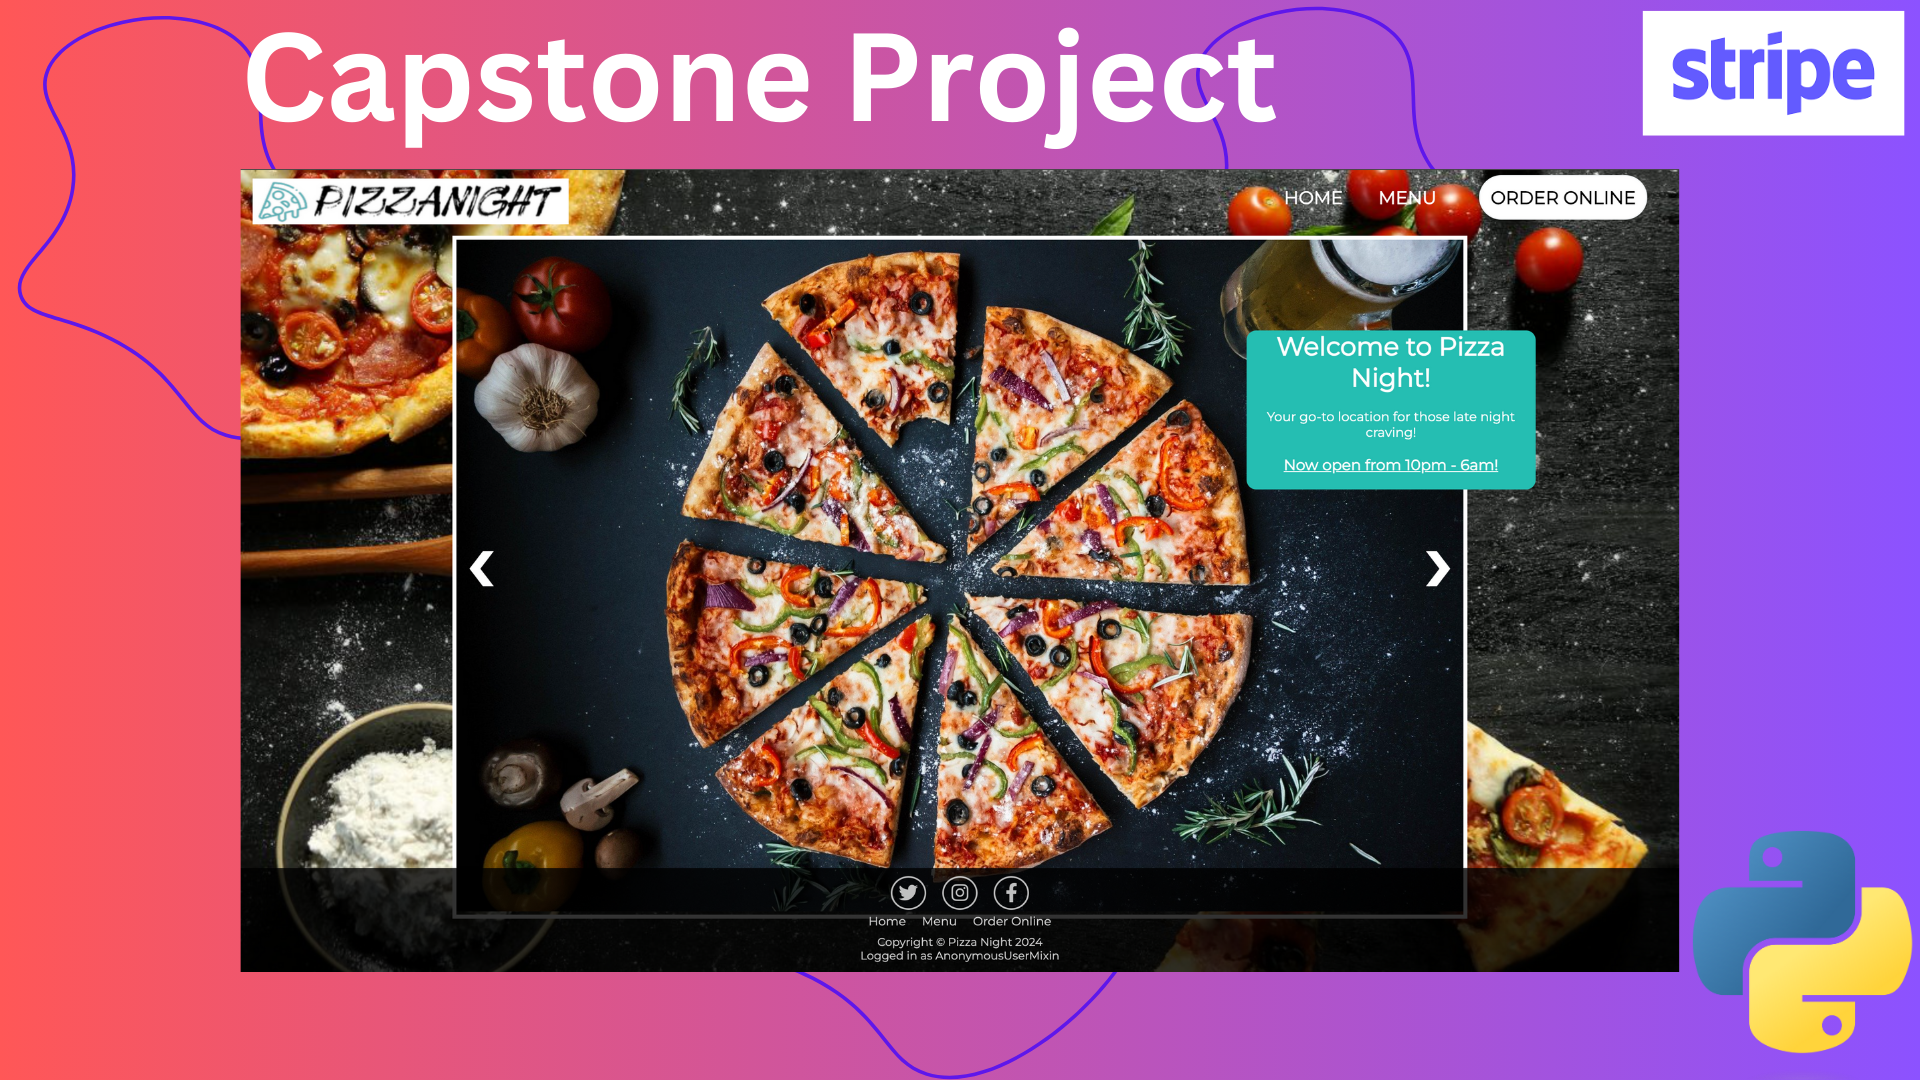 Capstone Project
stripe
PIZZANIGHT
HOME
MENU
ORDER ONLINE
Welcome to Pizza
Night!
Your go-to location for those late night
craving!
Now open from 10pm - 6am!
Home
Menu
Order Online
Copyright © Pizza Night 2024
Logged in as AnonymousUserMixin